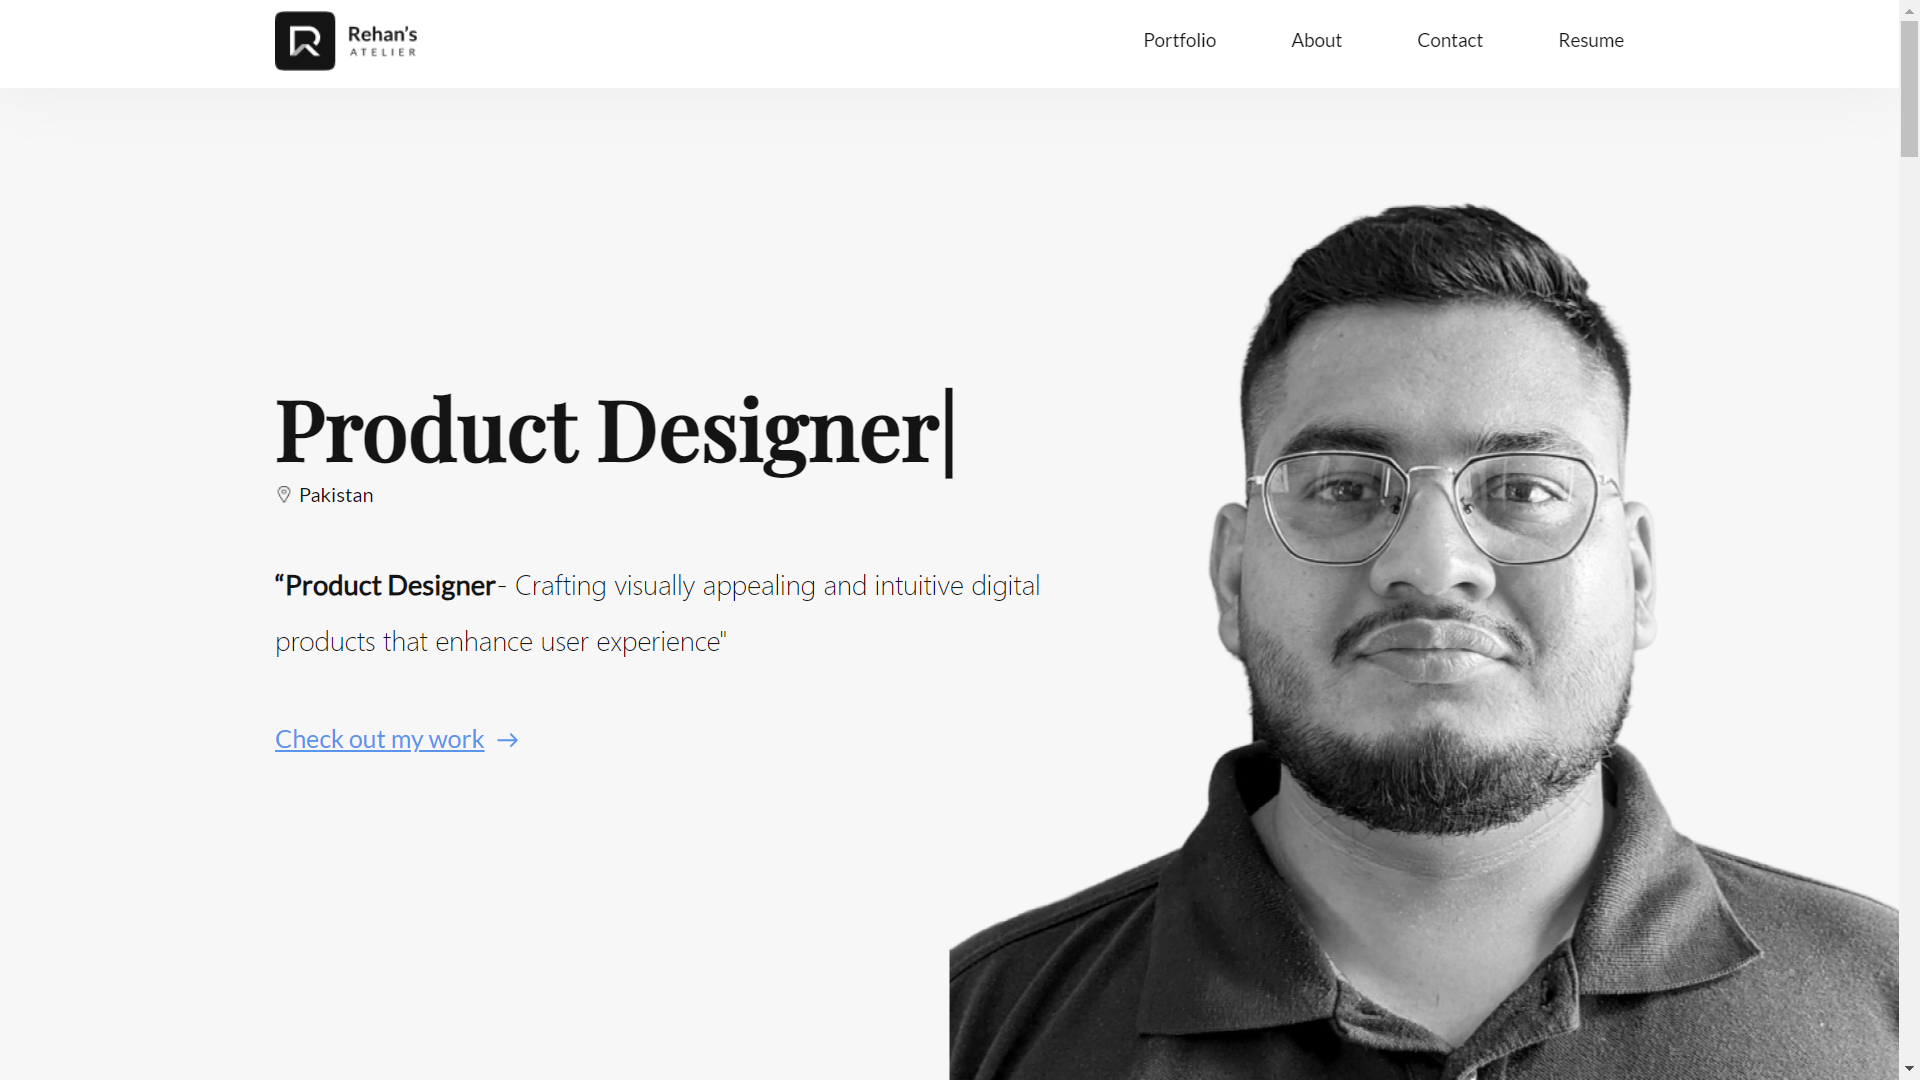 Rehan's
ATELIER
Portfolio
About
Contact
Resume
Product Designer|
Pakistan
“Product Designer- Crafting visually appealing and intuitive digital
products that enhance user experience"
Check out my work →